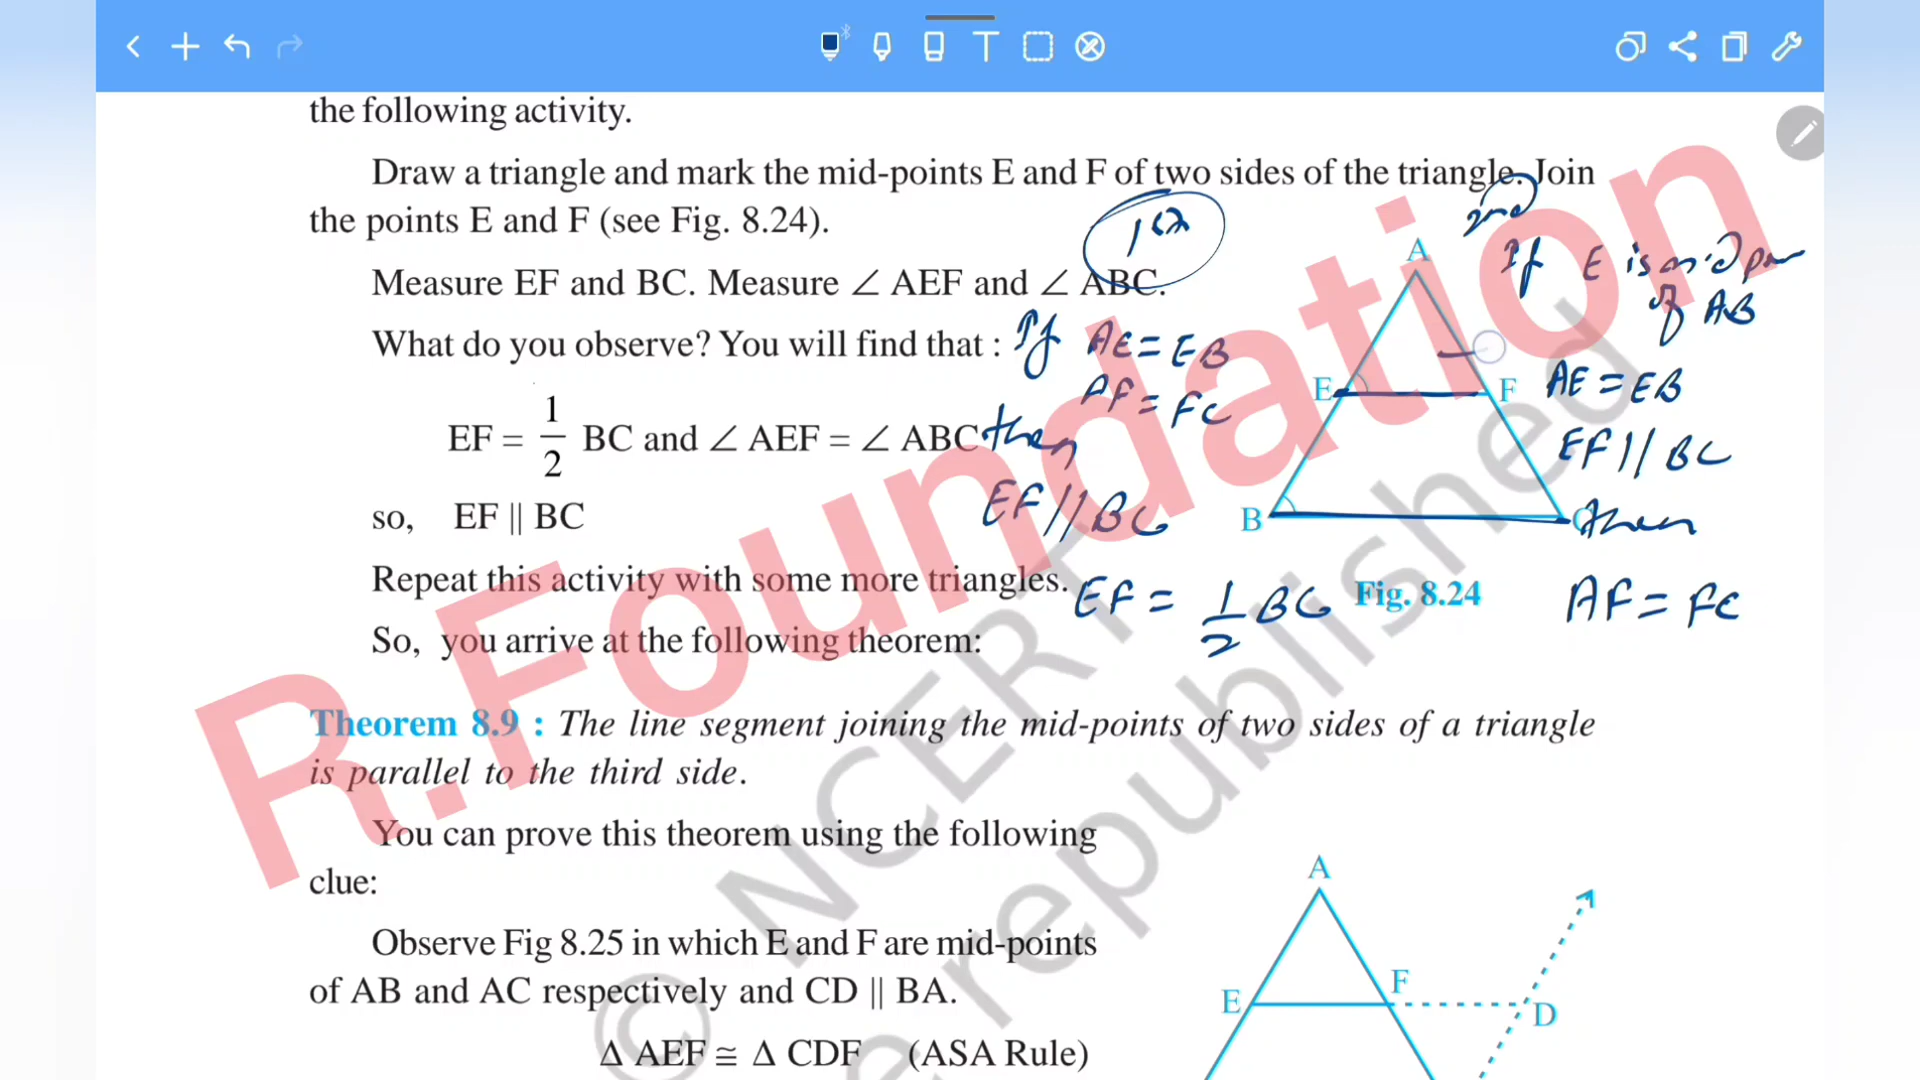 the following activity.
Draw a triangle and mark the mid-points E and F of two sides of the triangle. Join
the points E and F (see Fig. 8.24).
Measure EF and BC. Measure ∠ AEF and ∠ ABC.
What do you observe? You will find that :
EF = 1/2 BC and ∠ AEF = ∠ ABC
so, EF || BC
Repeat this activity with some more triangles.
So, you arrive at the following theorem:
If AE = EB
AF = FC
then
EF // BC
EF = 1/2 BC
A
E
F
B
Fig. 8.24
2nd
If E is mid
of AB
AE = EB
EF // BC
then
AF = FC
Theorem 8.9 : The line segment joining the mid-points of two sides of a triangle
is parallel to the third side.
You can prove this theorem using the following
clue:
Observe Fig 8.25 in which E and F are mid-points
of AB and AC respectively and CD || BA.
Δ AEF ≅ Δ CDF (ASA Rule)
A
E
F
D
R.Foundation
© NCERT
e republished
T